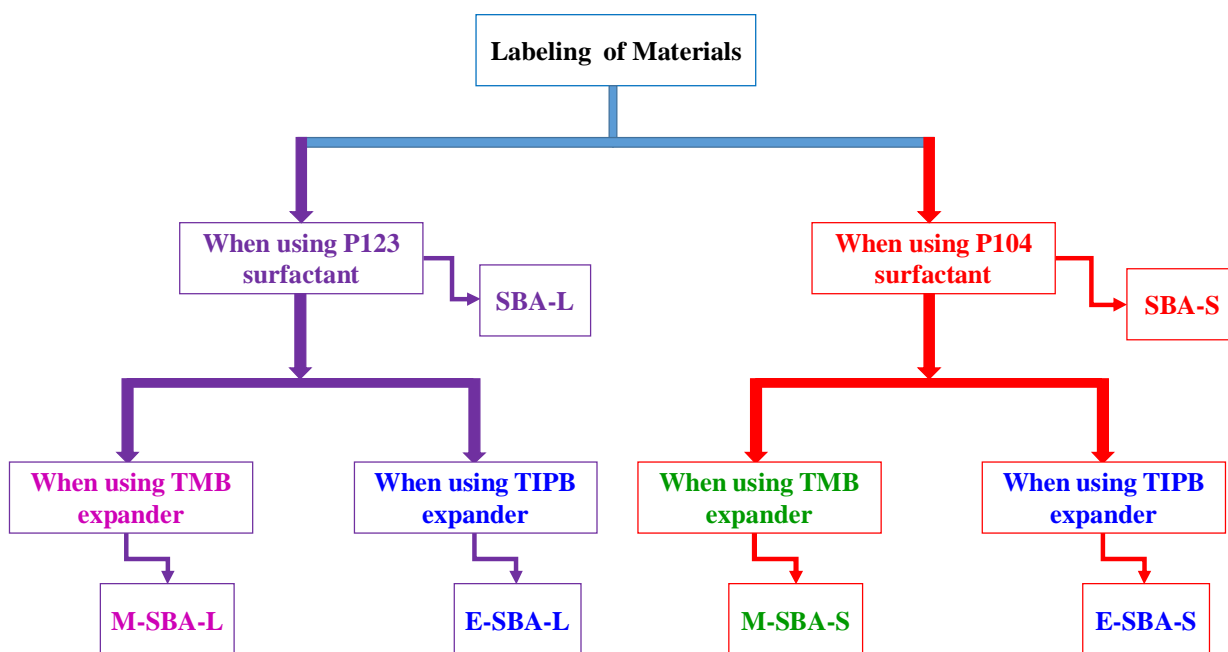 Labeling of Materials
When using P123
surfactant
When using P104
surfactant
SBA-L
SBA-S
When using TMB
expander
When using TIPB
expander
When using TMB
expander
When using TIPB
expander
M-SBA-L
E-SBA-L
M-SBA-S
E-SBA-S